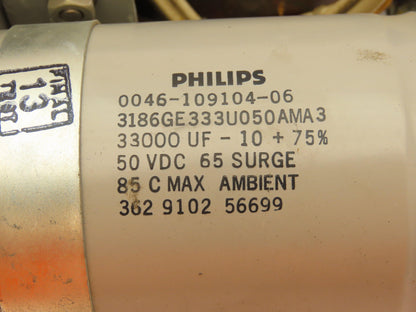 PHILIPS
0046-109104-06
3186GE333U050AMA3
33000 UF - 10 + 75%
50 VDC 65 SURGE
85 C MAX AMBIENT
362 9102 56699
13